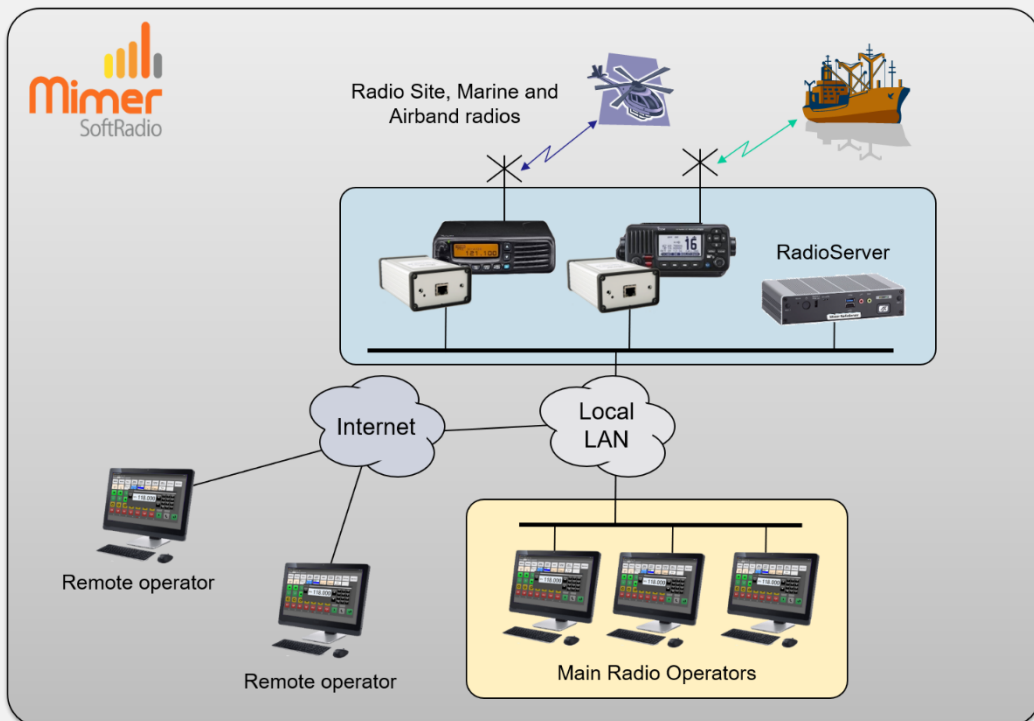 Mimer
SoftRadio
Radio Site, Marine and
Airband radios
RadioServer
16
Internet
Local
LAN
Remote operator
Remote operator
Main Radio Operators